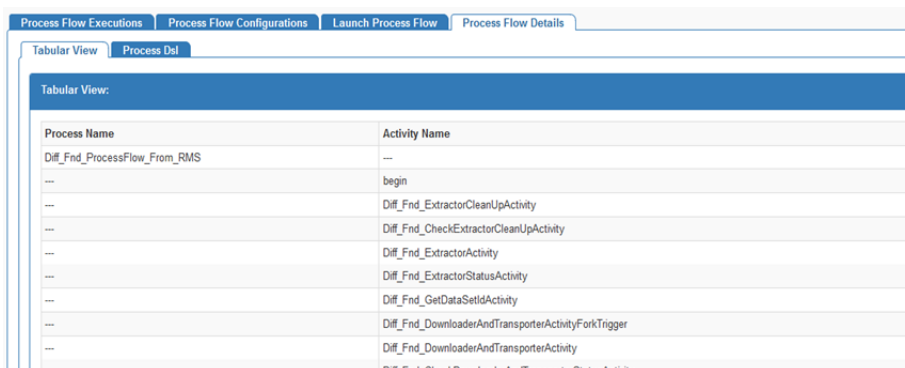 Process Flow Executions Process Flow Configurations Launch Process Flow Process Flow Details
Tabular View Process Dsl
Tabular View:
Process Name Activity Name
Diff_Fnd_ProcessFlow_From_RMS ---
--- begin
--- Diff_Fnd_ExtractorCleanUpActivity
--- Diff_Fnd_CheckExtractorCleanUpActivity
--- Diff_Fnd_ExtractorActivity
--- Diff_Fnd_ExtractorStatusActivity
--- Diff_Fnd_GetDataSetIdActivity
--- Diff_Fnd_DownloaderAndTransporterActivityForkTrigger
--- Diff_Fnd_DownloaderAndTransporterActivity